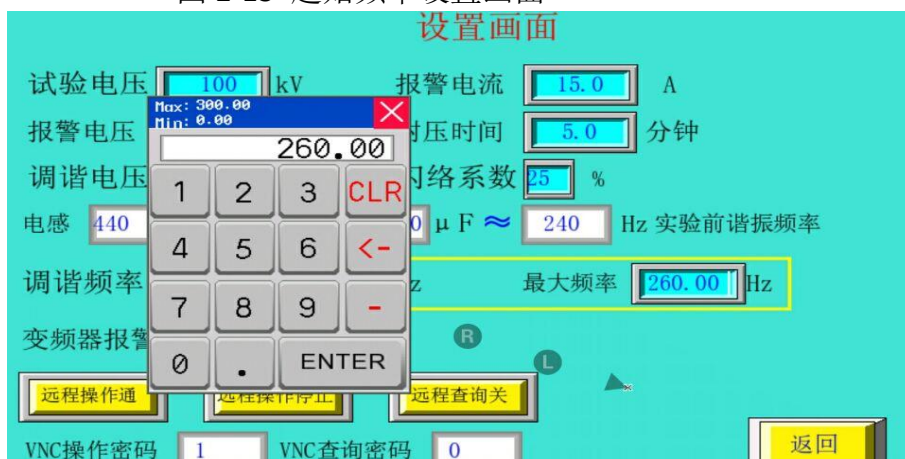 设置画面
试验电压 100 kV 报警电流 15.0 A
Max: 300.00
Min: 0.00
260.00
报警电压 耐压时间 5.0 分钟
调谐电压 闪络系数 25 %
1 2 3 CLR
电感 440 0 μF≈ 240 Hz 实验前谐振频率
4 5 6 <-
调谐频率 z 最大频率 260.00 Hz
7 8 9 -
变频器报警
R
L
0 . ENTER
远程操作通 远程操作停止 远程查询关
VNC操作密码 1 VNC查询密码 0
返回